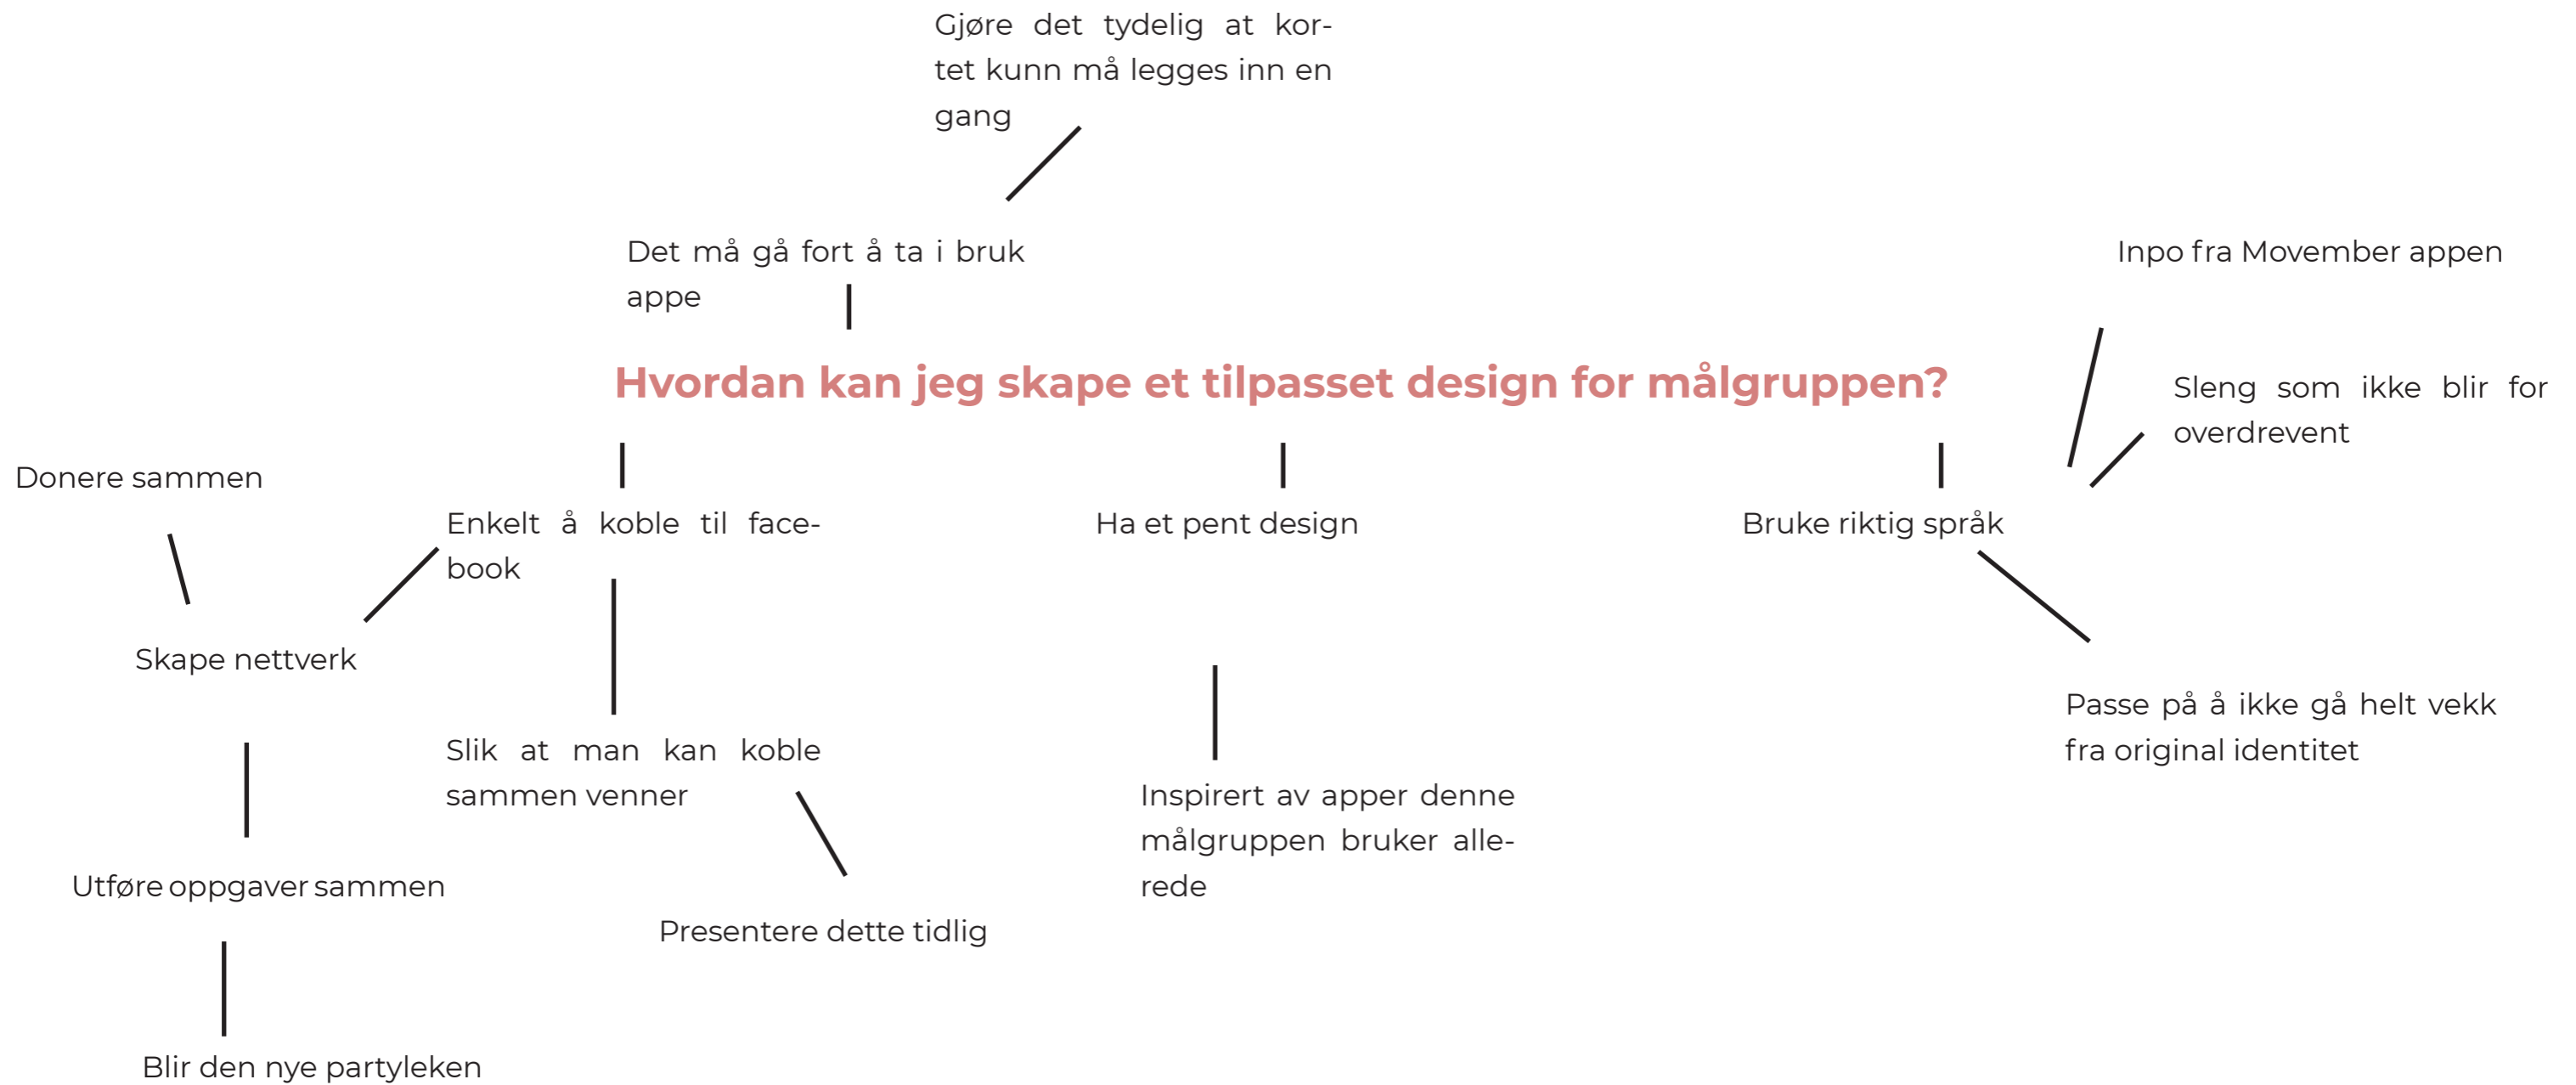 Gjøre det tydelig at kor-
tet kunn må legges inn en
gang
Det må gå fort å ta i bruk
appe
Inpo fra Movember appen
Hvordan kan jeg skape et tilpasset design for målgruppen?
Sleng som ikke blir for
overdrevent
Donere sammen
Enkelt å koble til face-
book
Ha et pent design
Bruke riktig språk
Skape nettverk
Slik at man kan koble
sammen venner
Passe på å ikke gå helt vekk
fra original identitet
Inspirert av apper denne
målgruppen bruker alle-
rede
Utføre oppgaver sammen
Presentere dette tidlig
Blir den nye partyleken